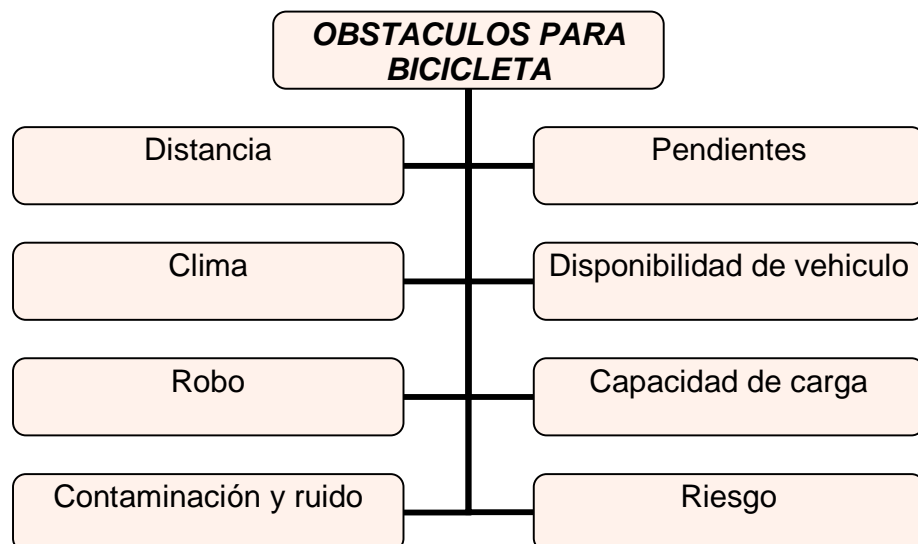 OBSTACULOS PARA
BICICLETA
Distancia
Pendientes
Clima
Disponibilidad de vehiculo
Robo
Capacidad de carga
Contaminación y ruido
Riesgo